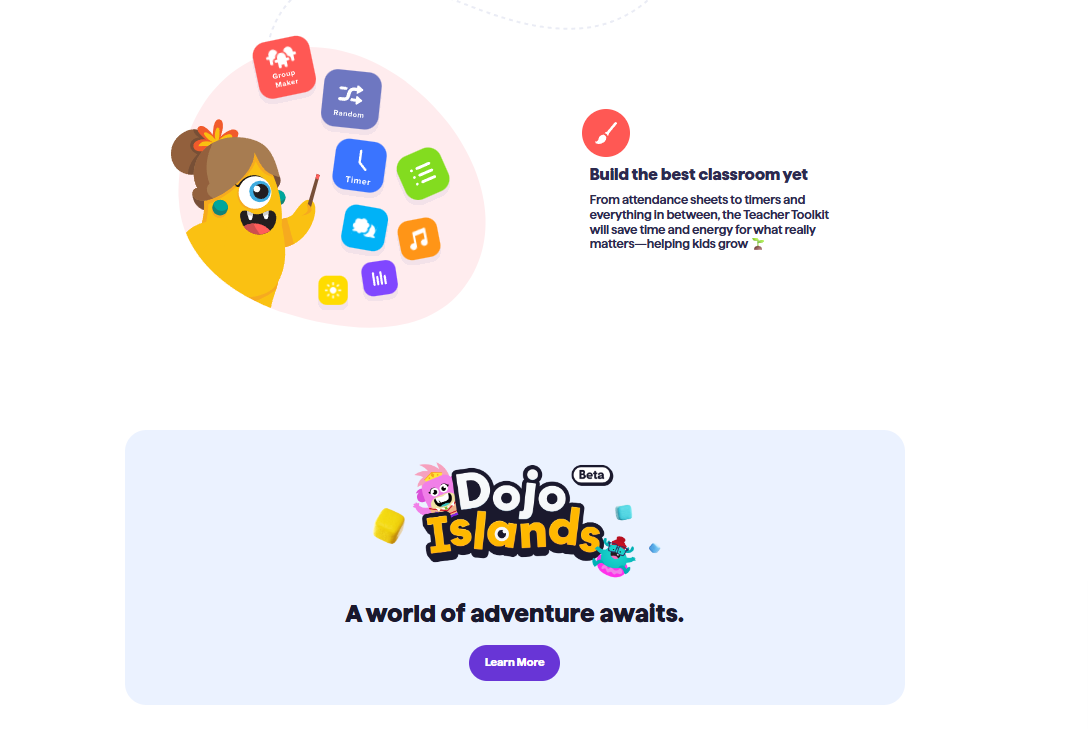 Group
Maker
Random
Timer
Build the best classroom yet
From attendance sheets to timers and
everything in between, the Teacher Toolkit
will save time and energy for what really
matters—helping kids grow 🌱
Dojo
Beta
Islands
A world of adventure awaits.
Learn More